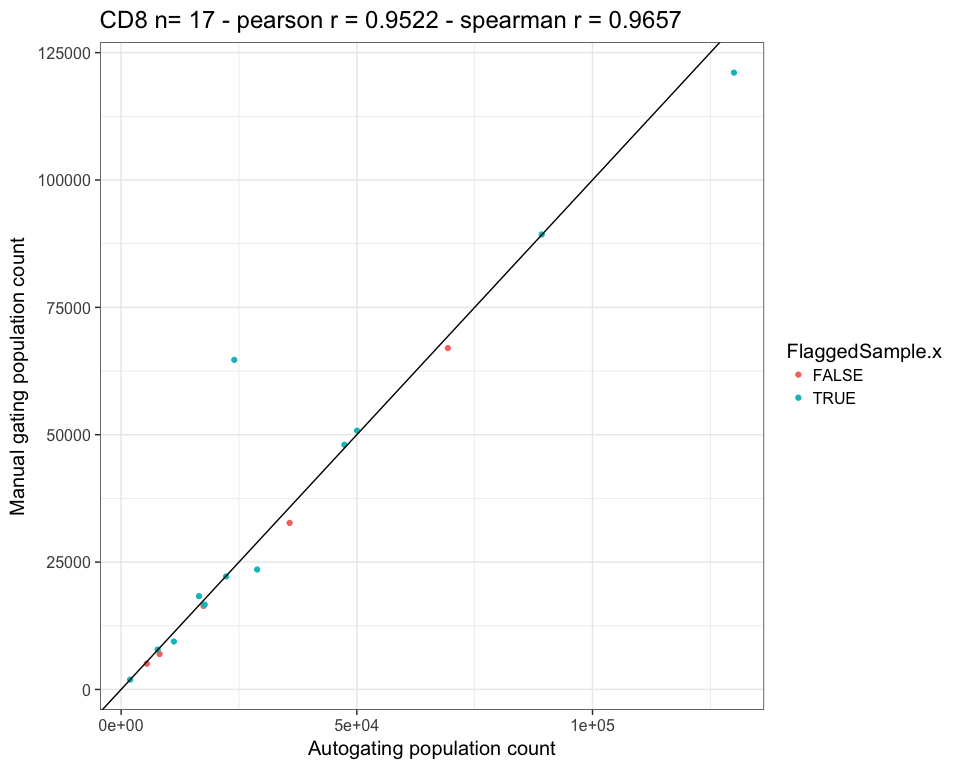 CD8 n= 17 - pearson r = 0.9522 - spearman r = 0.9657
125000
100000
75000
50000
25000
0
Manual gating population count
0e+00
5e+04
1e+05
Autogating population count
FlaggedSample.x
FALSE
TRUE